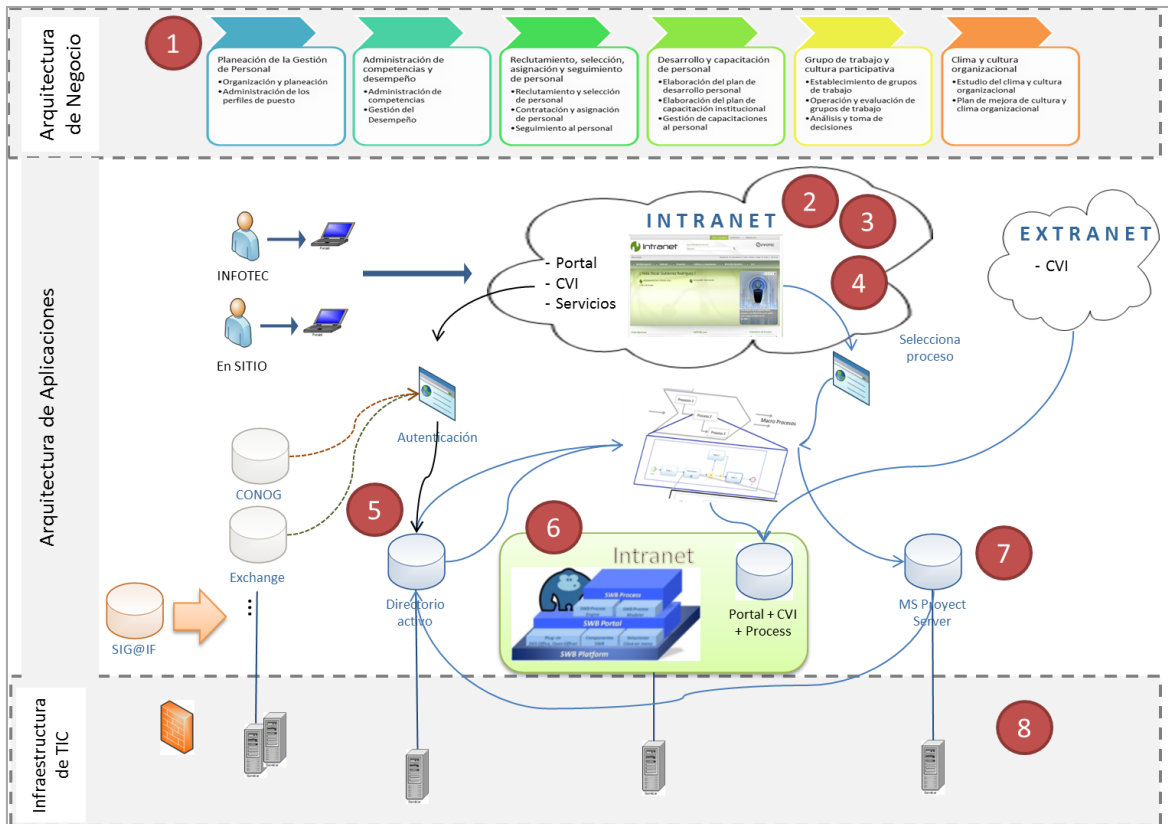 Arquitectura
de Negocio
1
Planeación de la Gestión
de Personal
•Organización y planeación
•Administración de los
perfiles de puesto
Administración de
competencias y
desempeño
•Administración de
competencias
•Gestión del
Desempeño
Reclutamiento, selección,
asignación y seguimiento de
personal
•Reclutamiento y selección
de personal
•Contratación y asignación
de personal
•Seguimiento al personal
Desarrollo y capacitación
de personal
•Elaboración del plan de
desarrollo personal
•Elaboración del plan de
capacitación institucional
•Gestión de capacitaciones
al personal
Grupo de trabajo y
cultura participativa
•Establecimiento de grupos
de trabajo
•Operación y evaluación de
grupos de trabajo
•Análisis y toma de
decisiones
Clima y cultura
organizacional
•Estudio del clima y cultura
organizacional
•Plan de mejora de cultura y
clima organizacional
Arquitectura de Aplicaciones
INFOTEC
En SITIO
INTRANET
2
3
4
- Portal
- CVI
- Servicios
Intranet
EXTRANET
- CVI
Selecciona
proceso
Autenticación
Process
Process
Process
Macro Procesos
CONOG
Exchange
...
SIG@IF
5
Directorio
activo
6
Intranet
SWB Process
SWB Portal
SWB Platform
Portal + CVI
+ Process
7
MS Proyect
Server
Infraestructura
de TIC
8